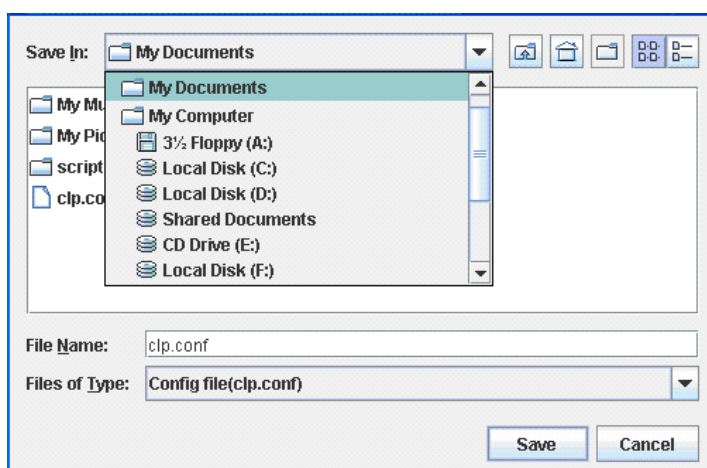 Save In: My Documents
My Documents
My Computer
3½ Floppy (A:)
Local Disk (C:)
Local Disk (D:)
Shared Documents
CD Drive (E:)
Local Disk (F:)
My Mu
My Pic
script
clp.co
File Name: clp.conf
Files of Type: Config file(clp.conf)
Save Cancel